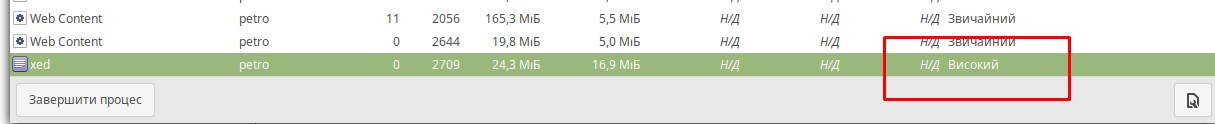 Web Content petro 11 2056 165,3 МіБ 5,5 МіБ Н/Д Н/Д Н/Д Звичайний
Web Content petro 0 2644 19,8 МіБ 5,0 МіБ Н/Д Н/Д Н/Д Звичайний
xed petro 0 2709 24,3 МіБ 16,9 МіБ Н/Д Н/Д Н/Д Високий
Завершити процес